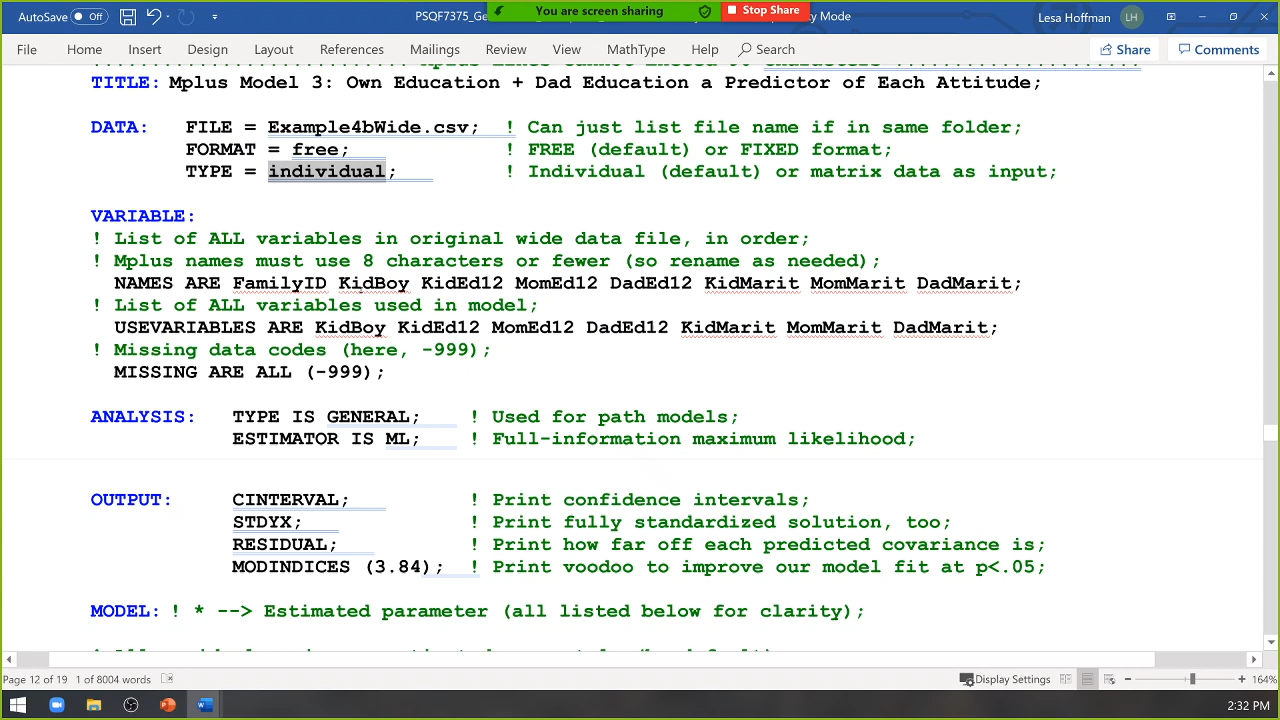 AutoSave Off PSQF7375_Ge You are screen sharing Stop Share Mode Lesa Hoffman LH
File Home Insert Design Layout References Mailings Review View MathType Help Search Share Comments
TITLE: Mplus Model 3: Own Education + Dad Education a Predictor of Each Attitude;
DATA: FILE = Example4bWide.csv; ! Can just list file name if in same folder;
FORMAT = free; ! FREE (default) or FIXED format;
TYPE = individual; ! Individual (default) or matrix data as input;
VARIABLE:
! List of ALL variables in original wide data file, in order;
! Mplus names must use 8 characters or fewer (so rename as needed);
NAMES ARE FamilyID KidBoy KidEd12 MomEd12 DadEd12 KidMarit MomMarit DadMarit;
! List of ALL variables used in model;
USEVARIABLES ARE KidBoy KidEd12 MomEd12 DadEd12 KidMarit MomMarit DadMarit;
! Missing data codes (here, -999);
MISSING ARE ALL (-999);
ANALYSIS: TYPE IS GENERAL; ! Used for path models;
ESTIMATOR IS ML; ! Full-information maximum likelihood;
OUTPUT: CINTERVAL; ! Print confidence intervals;
STDYX; ! Print fully standardized solution, too;
RESIDUAL; ! Print how far off each predicted covariance is;
MODINDICES (3.84); ! Print voodoo to improve our model fit at p<.05;
MODEL: ! * --> Estimated parameter (all listed below for clarity);
Page 12 of 19 1 of 8004 words Display Settings 164%
2:32 PM